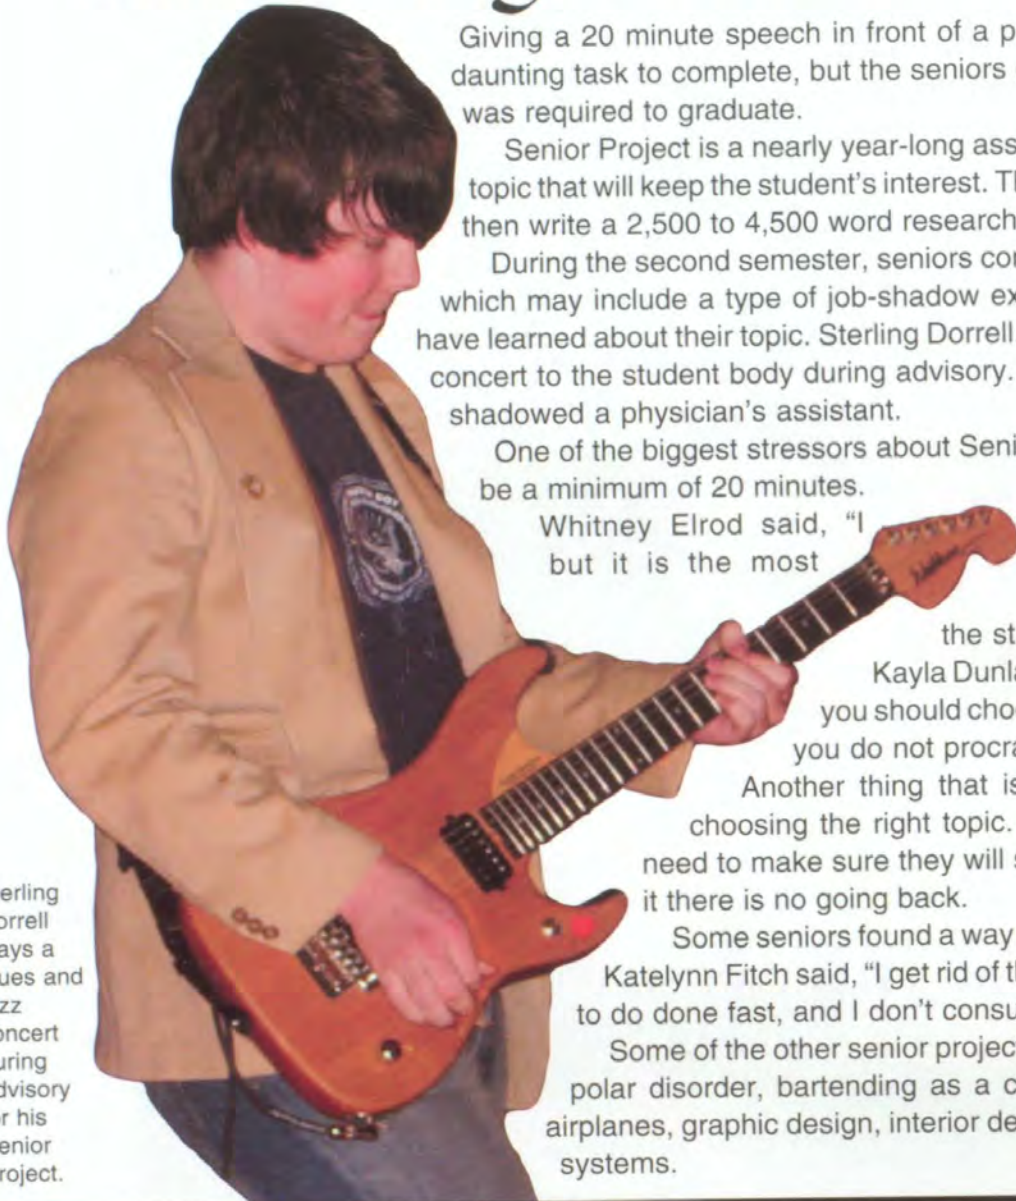 Giving a 20 minute speech in front of a p
daunting task to complete, but the seniors
was required to graduate.
Senior Project is a nearly year-long ass
topic that will keep the student's interest. Th
then write a 2,500 to 4,500 word research
During the second semester, seniors con
which may include a type of job-shadow ex
have learned about their topic. Sterling Dorrell
concert to the student body during advisory.
shadowed a physician's assistant.
One of the biggest stressors about Seni
be a minimum of 20 minutes.
Whitney Elrod said, “I
but it is the most
the st
Kayla Dunla
you should choo
you do not procra
Another thing that is
choosing the right topic.
need to make sure they will s
it there is no going back.
Some seniors found a way
Katelynn Fitch said, “I get rid of th
to do done fast, and I don't consu
Some of the other senior project
polar disorder, bartending as a c
airplanes, graphic design, interior de
systems.
erling
orrell
ays a
ues and
zz
oncert
uring
dvisory
r his
enior
roject.